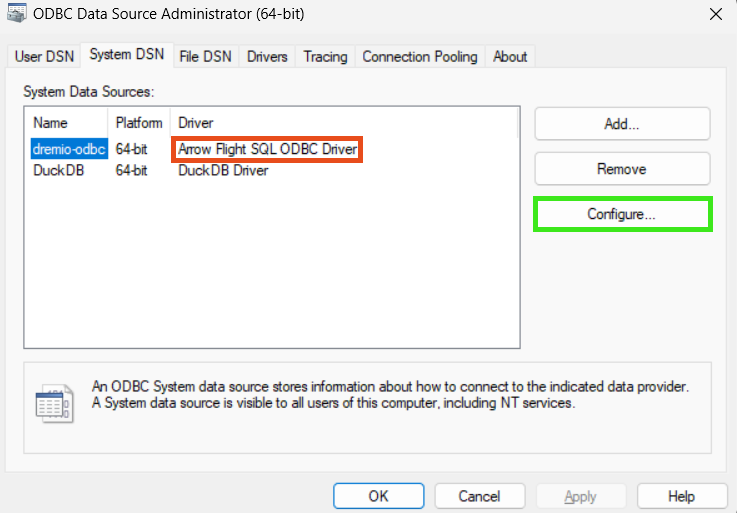 ODBC Data Source Administrator (64-bit)
User DSN System DSN File DSN Drivers Tracing Connection Pooling About
System Data Sources:
Name Platform Driver
dremio-odbc 64-bit Arrow Flight SQL ODBC Driver
DuckDB 64-bit DuckDB Driver
Add...
Remove
Configure...
An ODBC System data source stores information about how to connect to the indicated data provider.
A System data source is visible to all users of this computer, including NT services.
OK Cancel Apply Help